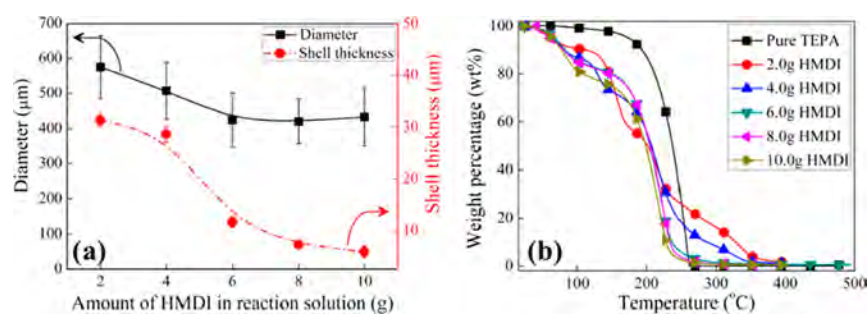 700
600
500
400
300
200
100
0
Diameter (μm)
Diameter
Shell thickness
(a)
2 4 6 8 10
Amount of HMDI in reaction solution (g)
50
40
30
20
10
Shell thickness (μm)
100
80
60
40
20
0
Weight percentage (wt%)
Pure TEPA
2.0g HMDI
4.0g HMDI
6.0g HMDI
8.0g HMDI
10.0g HMDI
(b)
100 200 300 400 500
Temperature (°C)